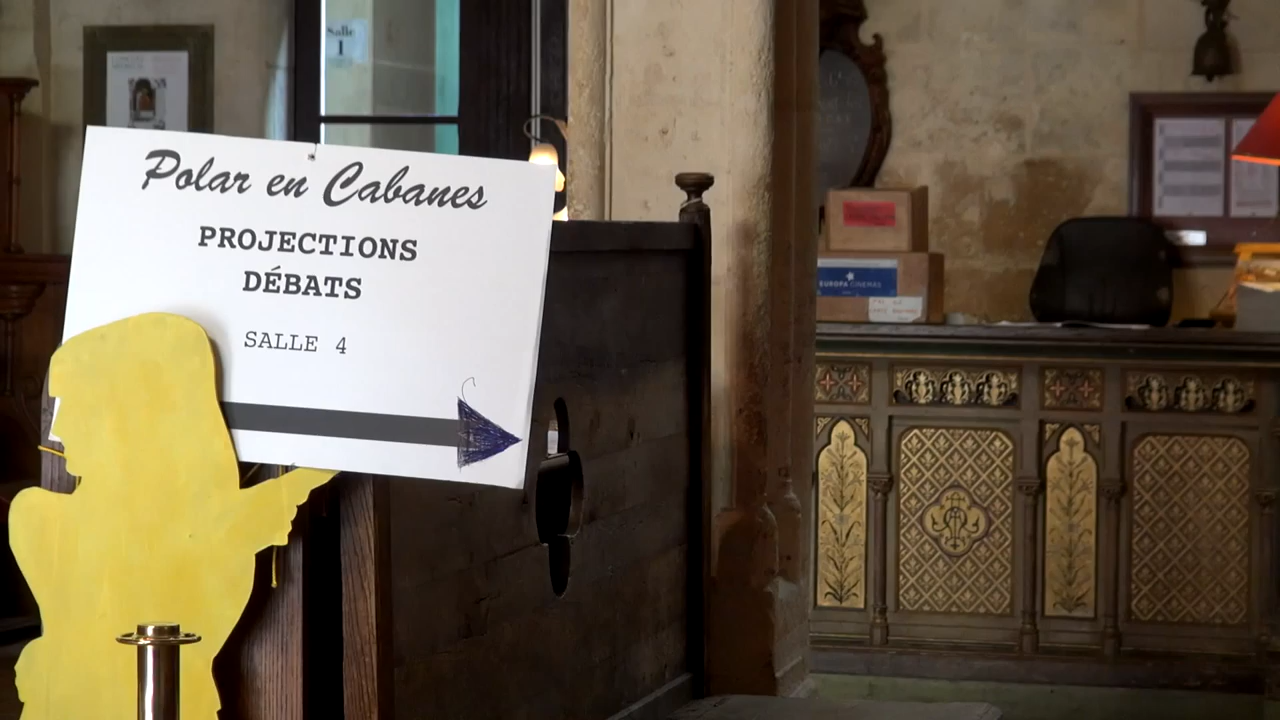 Salle
1
Polar en Cabanes
PROJECTIONS
DÉBATS
SALLE 4
EUROPA CINEMAS